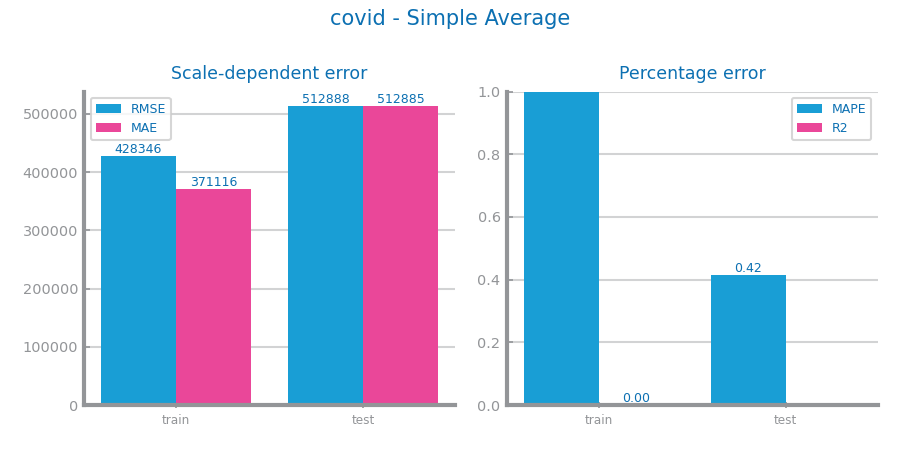 covid - Simple Average
Scale-dependent error
500000
400000
300000
200000
100000
0
RMSE
MAE
428346
371116
512888
512885
train
test
Percentage error
1.0
0.8
0.6
0.4
0.2
0.0
MAPE
R2
0.00
0.42
train
test